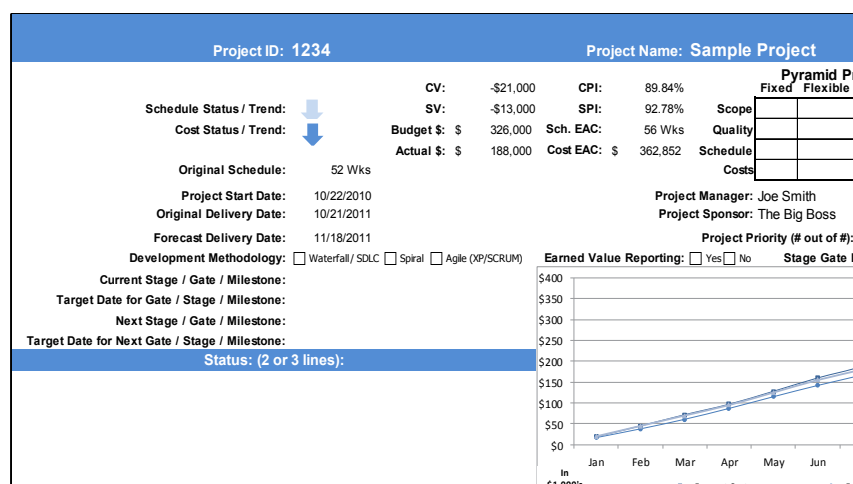 Project ID: 1234 Project Name: Sample Project
Pyramid P
Fixed Flexible
CV: -$21,000 CPI: 89.84%
Schedule Status / Trend: SV: -$13,000 SPI: 92.78% Scope
Cost Status / Trend: Budget $: $ 326,000 Sch. EAC: 56 Wks Quality
Actual $: $ 188,000 Cost EAC: $ 362,852 Schedule
Original Schedule: 52 Wks Costs
Project Start Date: 10/22/2010 Project Manager: Joe Smith
Original Delivery Date: 10/21/2011 Project Sponsor: The Big Boss
Forecast Delivery Date: 11/18/2011 Project Priority (# out of #):
Development Methodology: Waterfall / SDLC Spiral Agile (XP/SCRUM) Earned Value Reporting: Yes No Stage Gate
Current Stage / Gate / Milestone:
Target Date for Gate / Stage / Milestone:
Next Stage / Gate / Milestone:
Target Date for Next Gate / Stage / Milestone:
Status: (2 or 3 lines):
$400
$350
$300
$250
$200
$150
$100
$50
$0
Jan Feb Mar Apr May Jun
In